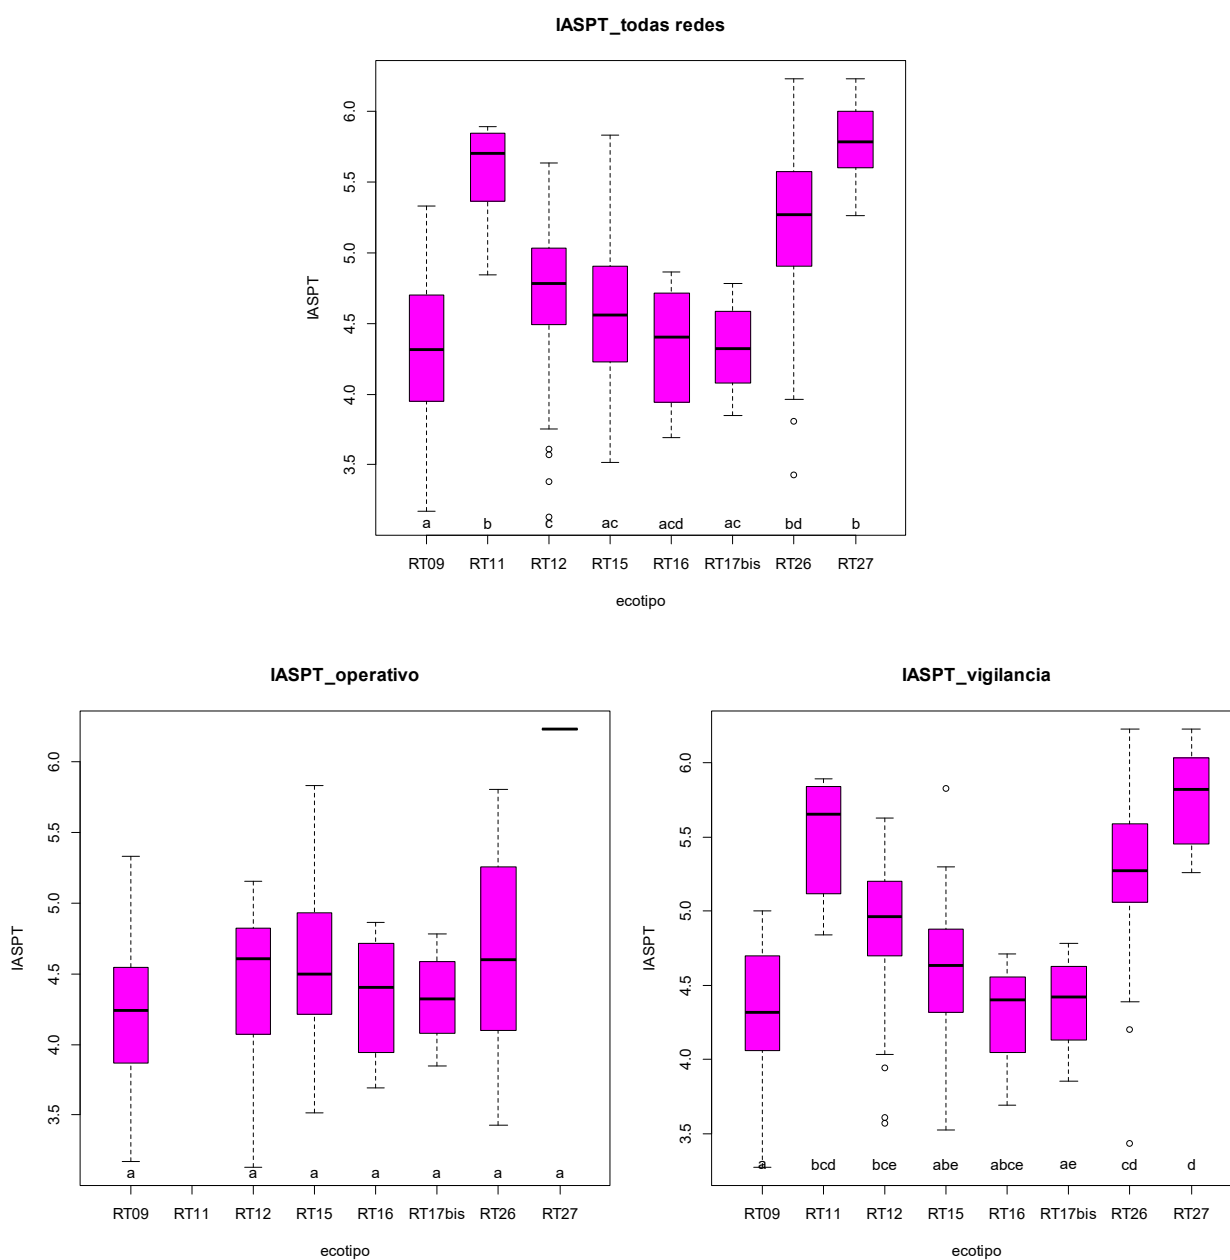 IASPT_todas redes
IASPT
6.0
5.5
5.0
4.5
4.0
3.5
a b c ac acd ac bd b
RT09 RT11 RT12 RT15 RT16 RT17bis RT26 RT27
ecotipo
IASPT_operativo
IASPT
6.0
5.5
5.0
4.5
4.0
3.5
a a a a a a a
RT09 RT11 RT12 RT15 RT16 RT17bis RT26 RT27
ecotipo
IASPT_vigilancia
IASPT
6.0
5.5
5.0
4.5
4.0
3.5
a bcd bce abe abce ae cd d
RT09 RT11 RT12 RT15 RT16 RT17bis RT26 RT27
ecotipo